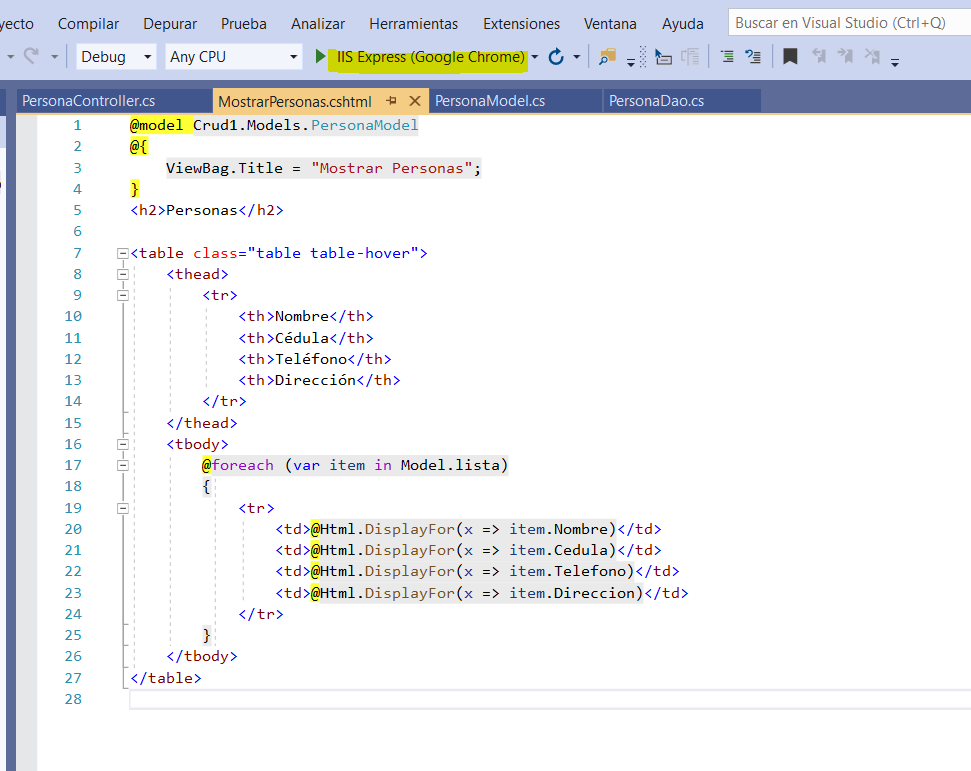 yecto Compilar Depurar Prueba Analizar Herramientas Extensiones Ventana Ayuda Buscar en Visual Studio (Ctrl+Q)
Debug Any CPU IIS Express (Google Chrome)
PersonaController.cs MostrarPersonas.cshtml PersonaModel.cs PersonaDao.cs
1 @model Crud1.Models.PersonaModel
2 @{
3 ViewBag.Title = "Mostrar Personas";
4 }
5 <h2>Personas</h2>
6
7 <table class="table table-hover">
8 <thead>
9 <tr>
10 <th>Nombre</th>
11 <th>Cédula</th>
12 <th>Teléfono</th>
13 <th>Dirección</th>
14 </tr>
15 </thead>
16 <tbody>
17 @foreach (var item in Model.lista)
18 {
19 <tr>
20 <td>@Html.DisplayFor(x => item.Nombre)</td>
21 <td>@Html.DisplayFor(x => item.Cedula)</td>
22 <td>@Html.DisplayFor(x => item.Telefono)</td>
23 <td>@Html.DisplayFor(x => item.Direccion)</td>
24 </tr>
25 }
26 </tbody>
27 </table>
28